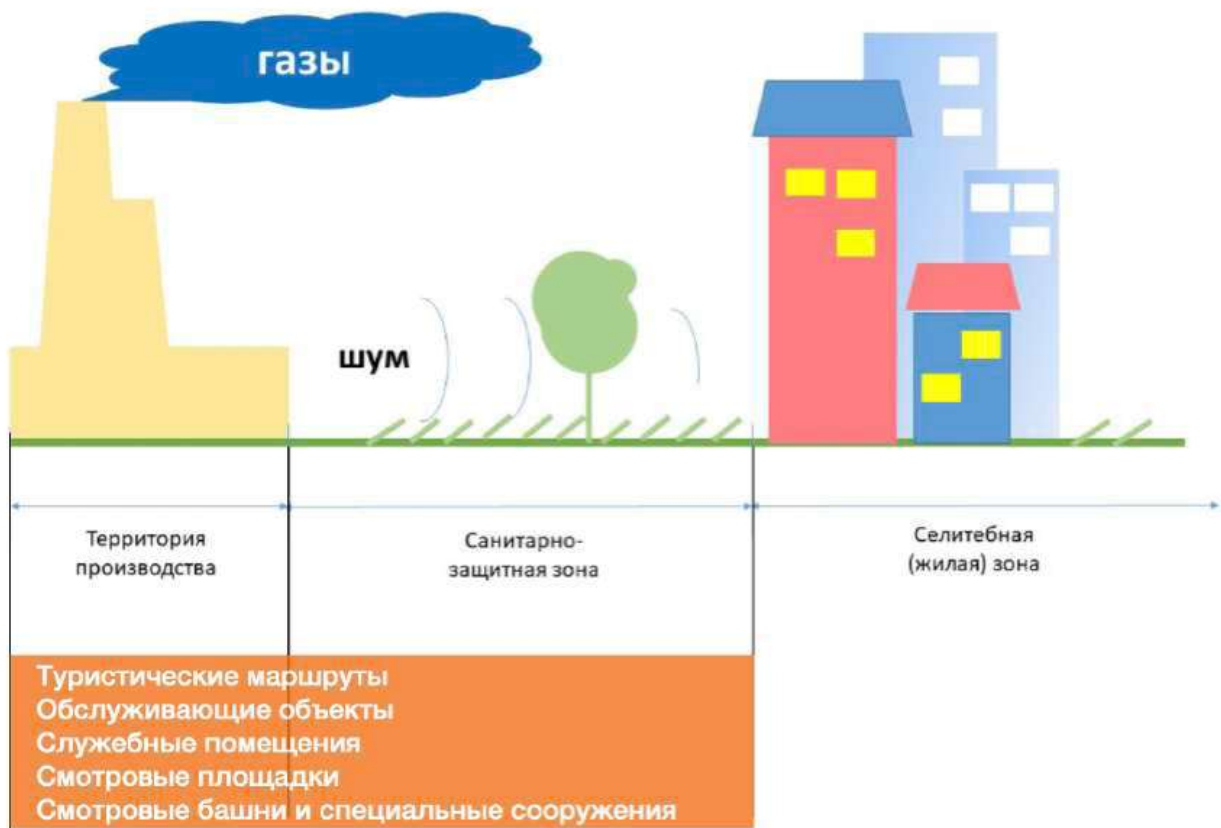 газы
шум
Территория
производства
Санитарно-
защитная зона
Селитебная
(жилая) зона
Туристические маршруты
Обслуживающие объекты
Служебные помещения
Смотровые площадки
Смотровые башни и специальные сооружения